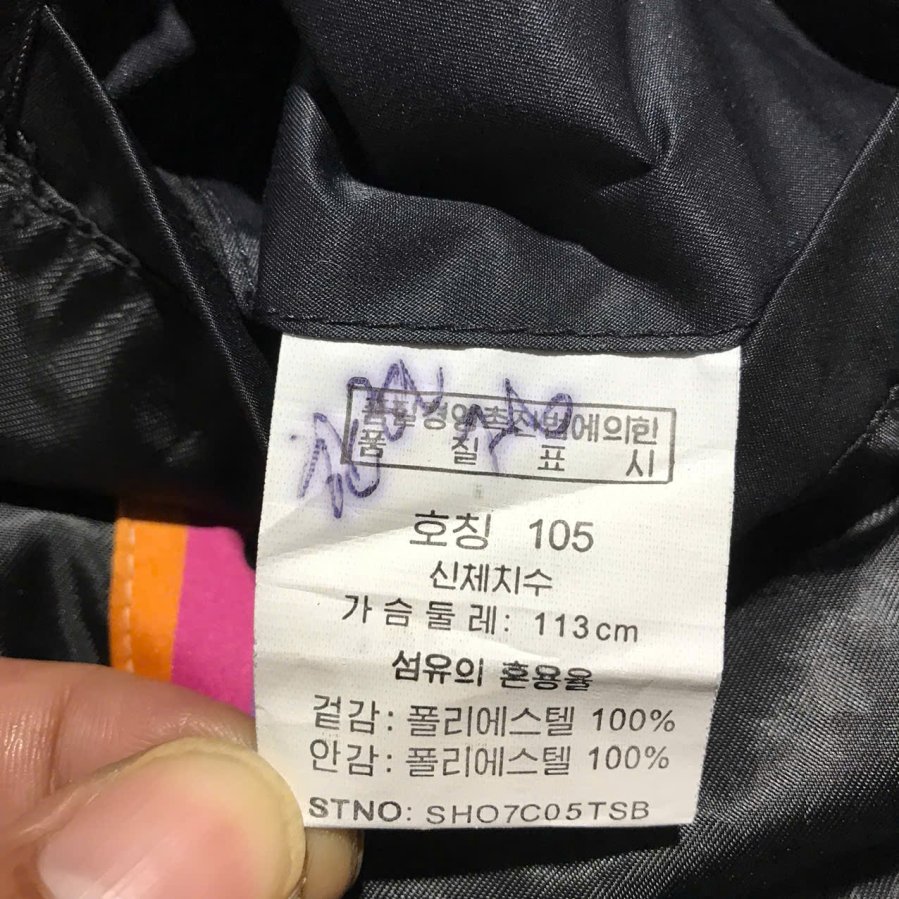 품질경영촉진법에의한
품 질 표 시
호칭 105
신체치수
가슴둘레: 113cm
섬유의 혼용율
겉감: 폴리에스텔 100%
안감: 폴리에스텔 100%
STNO: SHO7C05TSB